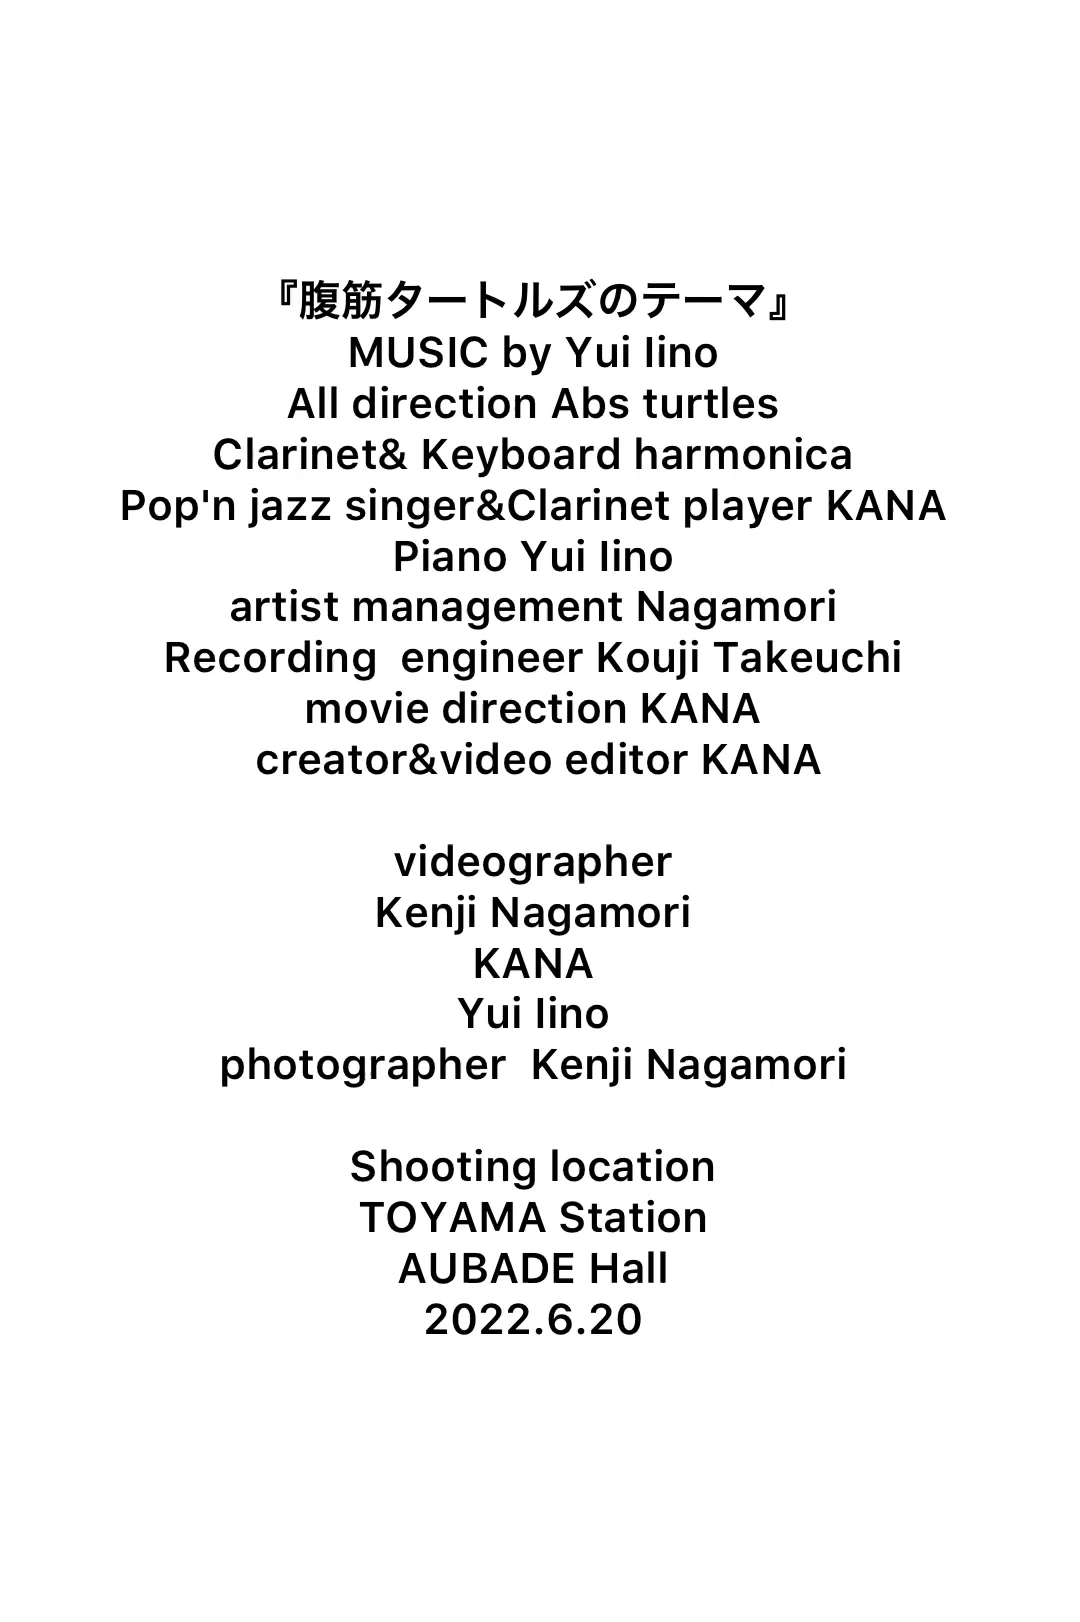 『腹筋タートルズのテーマ』
MUSIC by Yui Iino
All direction Abs turtles
Clarinet& Keyboard harmonica
Pop'n jazz singer&Clarinet player KANA
Piano Yui Iino
artist management Nagamori
Recording  engineer Kouji Takeuchi
movie direction KANA
creator&video editor KANA
videographer
Kenji Nagamori
KANA
Yui Iino
photographer  Kenji Nagamori
Shooting location
TOYAMA Station
AUBADE Hall
2022.6.20